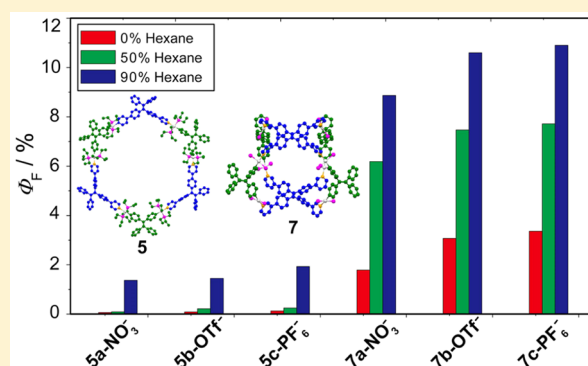 12
10
8
6
4
2
0
ΦF / %
0% Hexane
50% Hexane
90% Hexane
5
7
5a-NO₃⁻
5b-OTf⁻
5c-PF₆⁻
7a-NO₃⁻
7b-OTf⁻
7c-PF₆⁻